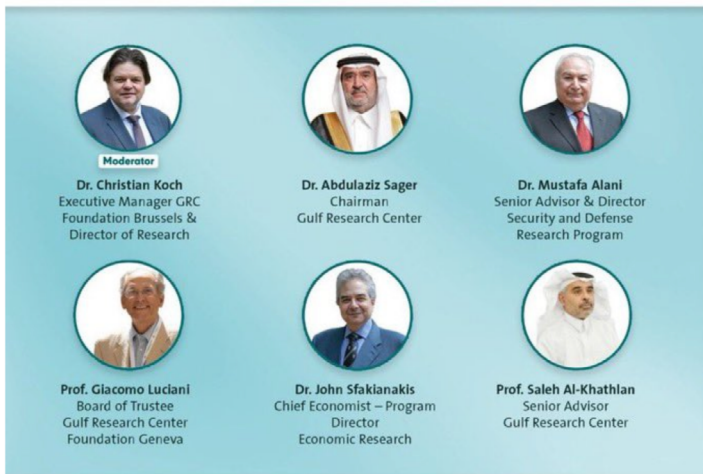 Moderator
Dr. Christian Koch
Executive Manager GRC
Foundation Brussels &
Director of Research
Dr. Abdulaziz Sager
Chairman
Gulf Research Center
Dr. Mustafa Alani
Senior Advisor & Director
Security and Defense
Research Program
Prof. Giacomo Luciani
Board of Trustee
Gulf Research Center
Foundation Geneva
Dr. John Sfakianakis
Chief Economist – Program
Director
Economic Research
Prof. Saleh Al-Khathlan
Senior Advisor
Gulf Research Center